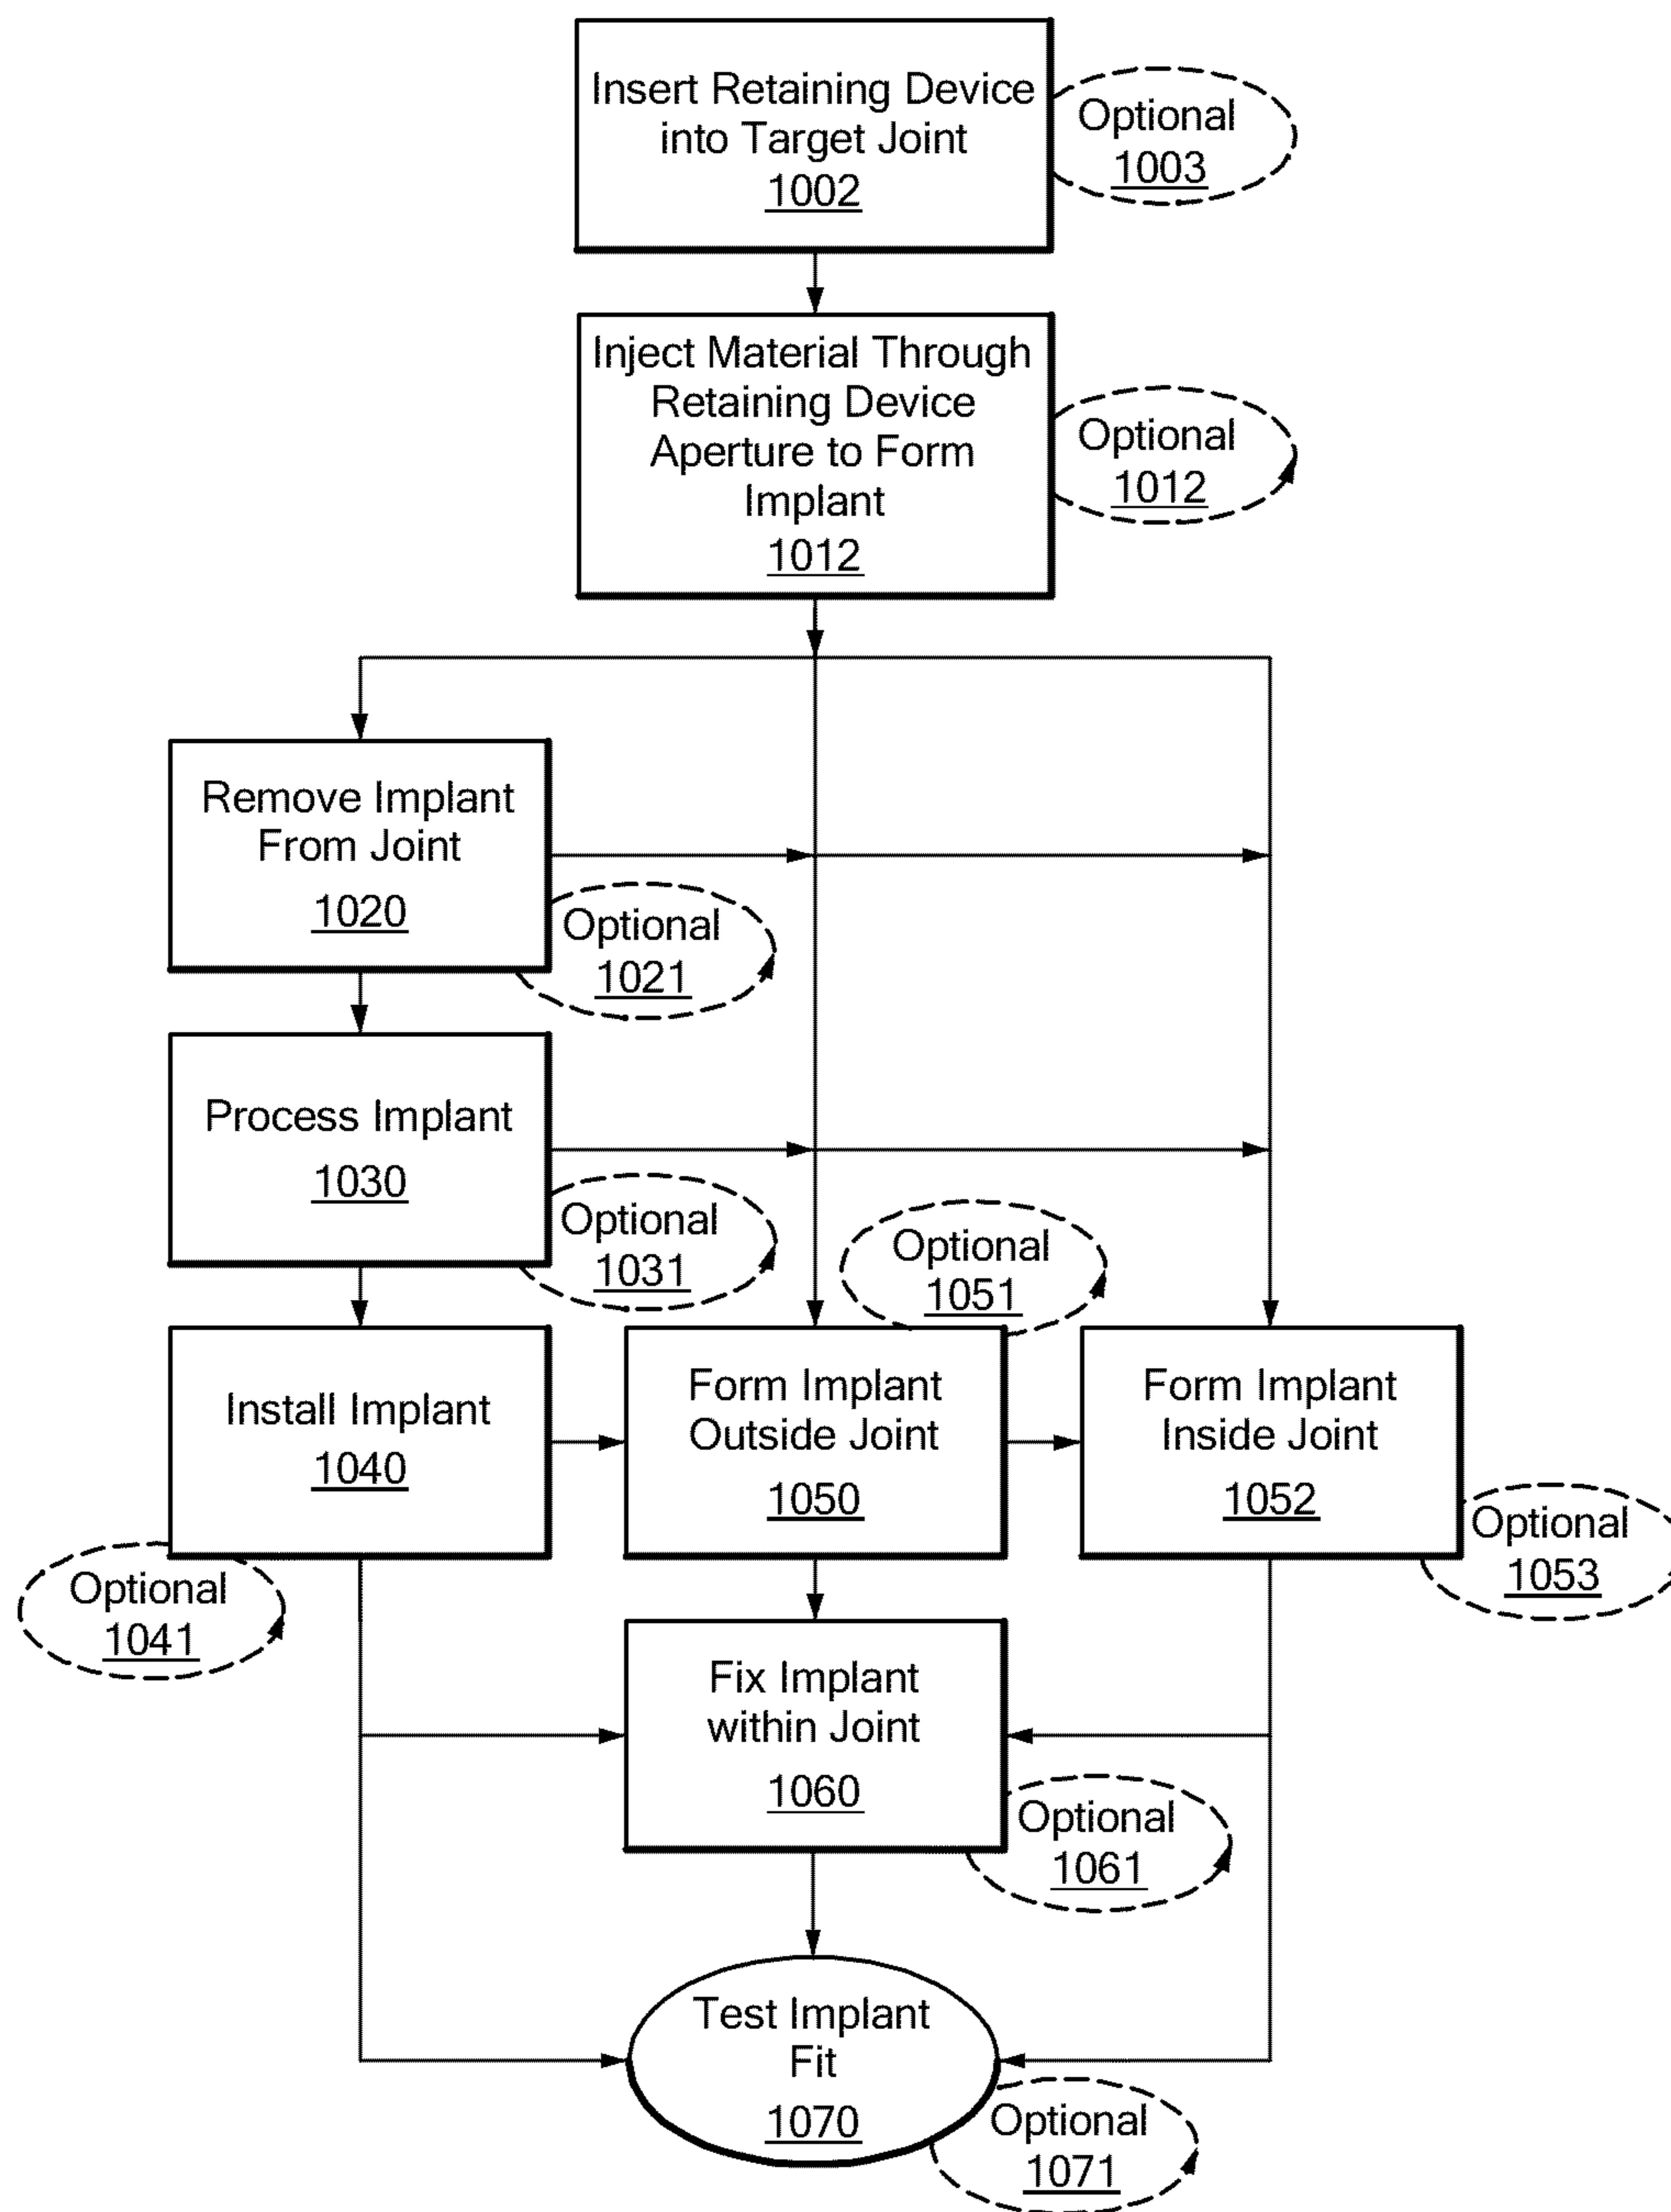 Insert Retaining Device
into Target Joint
1002
Optional
1003
Inject Material Through
Retaining Device
Aperture to Form
Implant
1012
Optional
1012
Remove Implant
From Joint
1020
Optional
1021
Process Implant
1030
Optional
1031
Optional
1051
Install Implant
1040
Optional
1041
Form Implant
Outside Joint
1050
Form Implant
Inside Joint
1052
Optional
1053
Fix Implant
within Joint
1060
Optional
1061
Test Implant
Fit
1070
Optional
1071